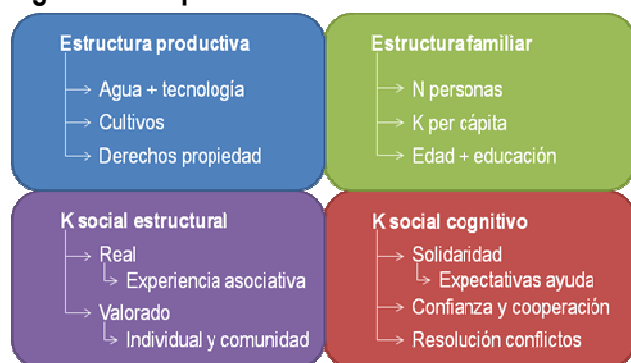 Estructura productiva
Agua + tecnología
Cultivos
Derechos propiedad
Estructura familiar
N personas
K per cápita
Edad + educación
K social estructural
Real
Experiencia asociativa
Valorado
Individual y comunidad
K social cognitivo
Solidaridad
Expectativas ayuda
Confianza y cooperación
Resolución conflictos